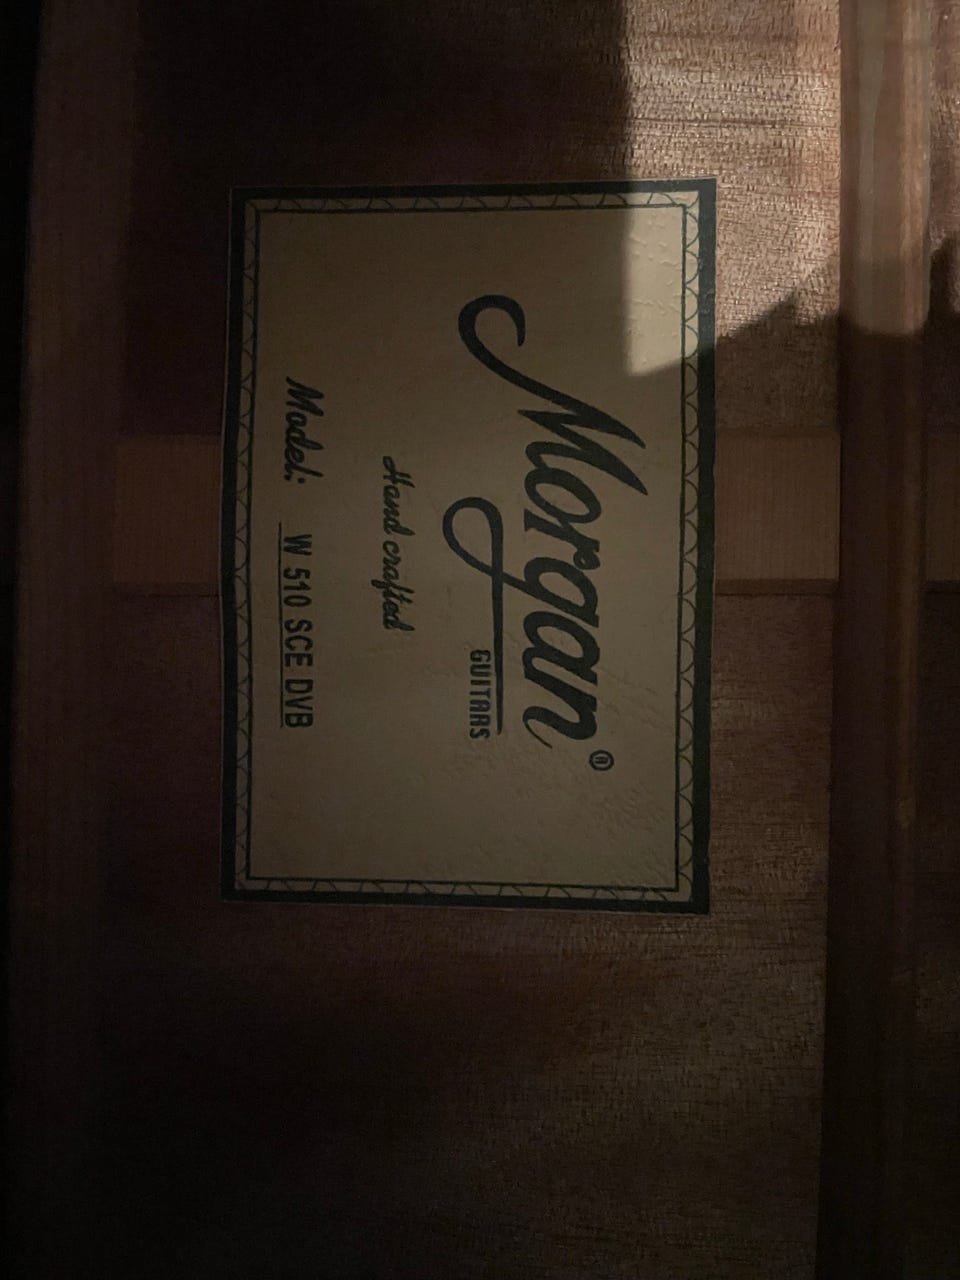 Morgan®
GUITARS
Hand crafted
Model: W 510 SCE DVB